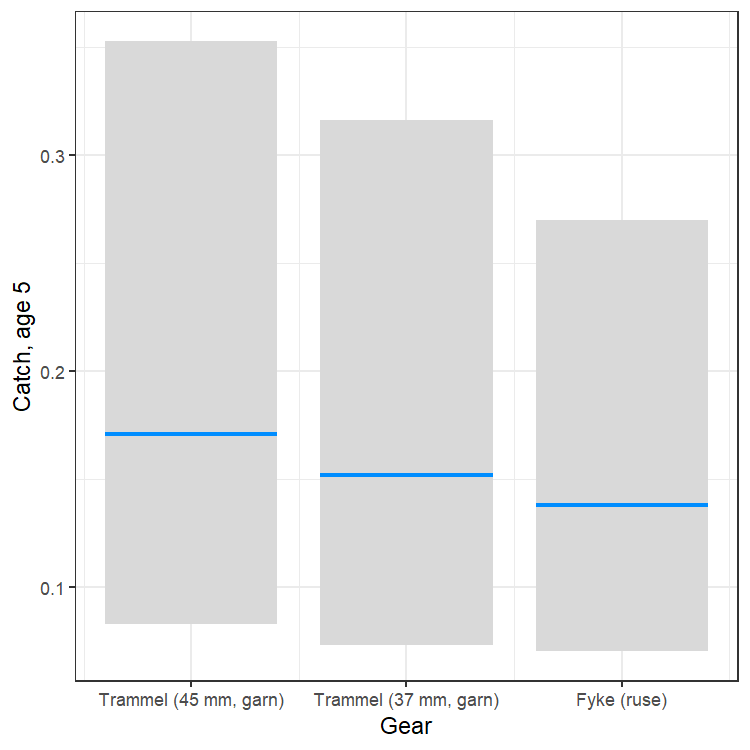 Catch, age 5
0.3
0.2
0.1
Trammel (45 mm, garn) Trammel (37 mm, garn) Fyke (ruse)
Gear